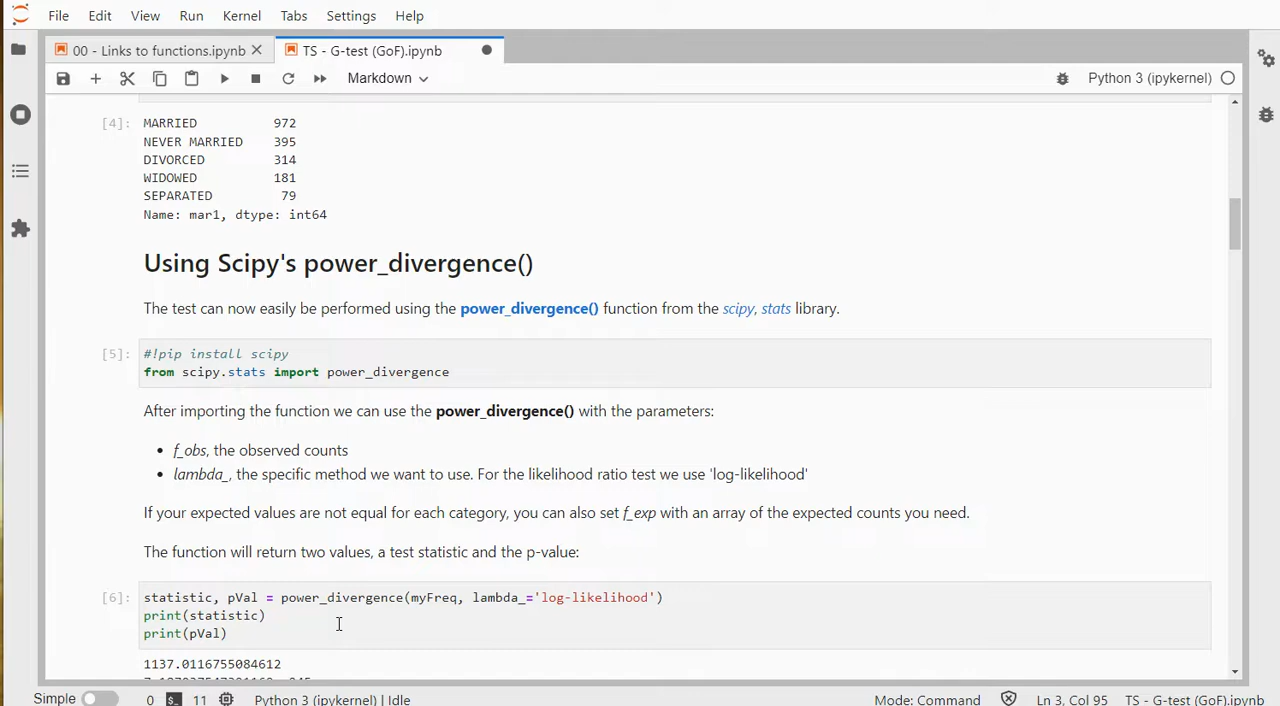 File Edit View Run Kernel Tabs Settings Help
00 - Links to functions.ipynb TS - G-test (GoF).ipynb
Markdown Python 3 (ipykernel)
[4]: MARRIED 972
NEVER MARRIED 395
DIVORCED 314
WIDOWED 181
SEPARATED 79
Name: mar1, dtype: int64
Using Scipy's power_divergence()
The test can now easily be performed using the power_divergence() function from the scipy, stats library.
[5]: #!pip install scipy
from scipy.stats import power_divergence
After importing the function we can use the power_divergence() with the parameters:
• f_obs, the observed counts
• lambda_, the specific method we want to use. For the likelihood ratio test we use 'log-likelihood'
If your expected values are not equal for each category, you can also set f_exp with an array of the expected counts you need.
The function will return two values, a test statistic and the p-value:
[6]: statistic, pVal = power_divergence(myFreq, lambda_='log-likelihood')
print(statistic)
print(pVal)
1137.0116755084612
Simple 0 11 Python 3 (ipykernel) | Idle Mode: Command Ln 3, Col 95 TS - G-test (GoF).ipynb